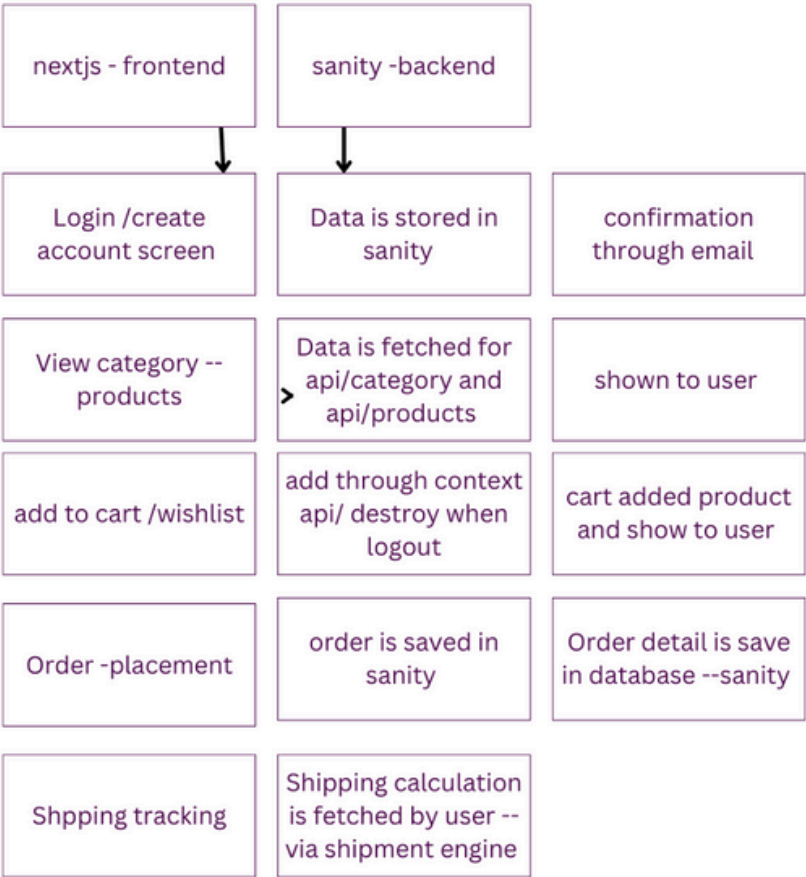 nextjs - frontend
sanity -backend
Login /create
account screen
Data is stored in
sanity
confirmation
through email
View category --
products
Data is fetched for
api/category and
api/products
shown to user
add to cart /wishlist
add through context
api/ destroy when
logout
cart added product
and show to user
Order -placement
order is saved in
sanity
Order detail is save
in database --sanity
Shpping tracking
Shipping calculation
is fetched by user --
via shipment engine